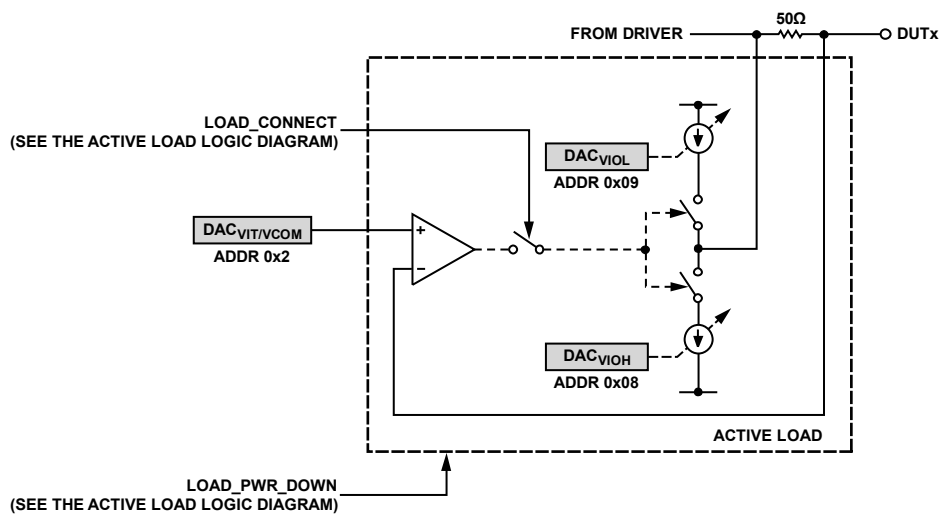 50Ω
FROM DRIVER
DUTx
LOAD_CONNECT
(SEE THE ACTIVE LOAD LOGIC DIAGRAM)
DACVIOL
ADDR 0x09
DACVIT/VCOM
ADDR 0x2
+
–
DACVIOH
ADDR 0x08
ACTIVE LOAD
LOAD_PWR_DOWN
(SEE THE ACTIVE LOAD LOGIC DIAGRAM)